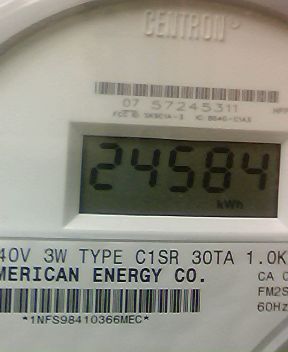 CENTRON
07 57245311
24584
kWh
40V 3W TYPE C1SR 30TA 1.0K
MERICAN ENERGY CO.
CA
FM2S
60Hz
*1NFS98410366MEC*